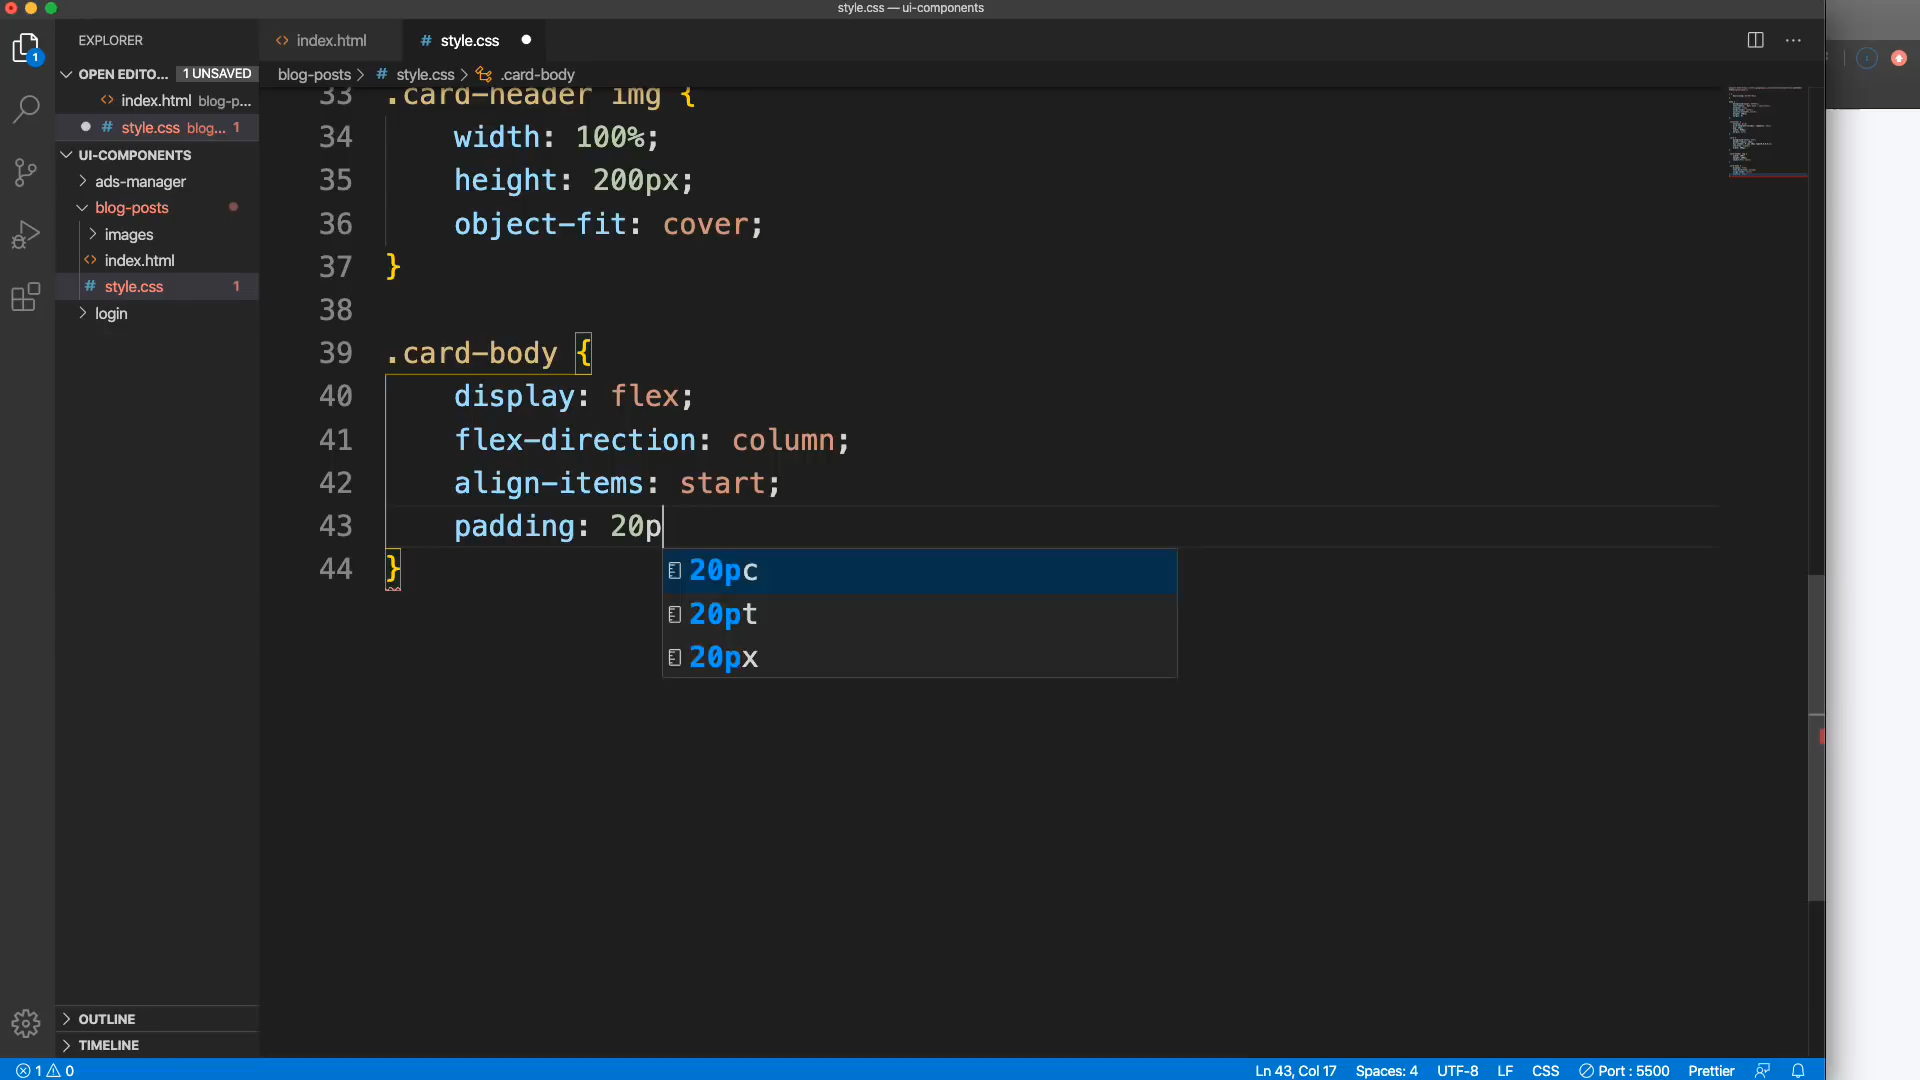 style.css — ui-components
EXPLORER
index.html
# style.css
OPEN EDITO... 1 UNSAVED
blog-posts > # style.css > .card-body
index.html blog-p...
# style.css blog... 1
UI-COMPONENTS
ads-manager
blog-posts
images
index.html
# style.css 1
login
33 .card-header img {
34 width: 100%;
35 height: 200px;
36 object-fit: cover;
37 }
38
39 .card-body {
40 display: flex;
41 flex-direction: column;
42 align-items: start;
43 padding: 20p
44 }
20pc
20pt
20px
OUTLINE
TIMELINE
1 0
Ln 43, Col 17 Spaces: 4 UTF-8 LF CSS Port : 5500 Prettier
1